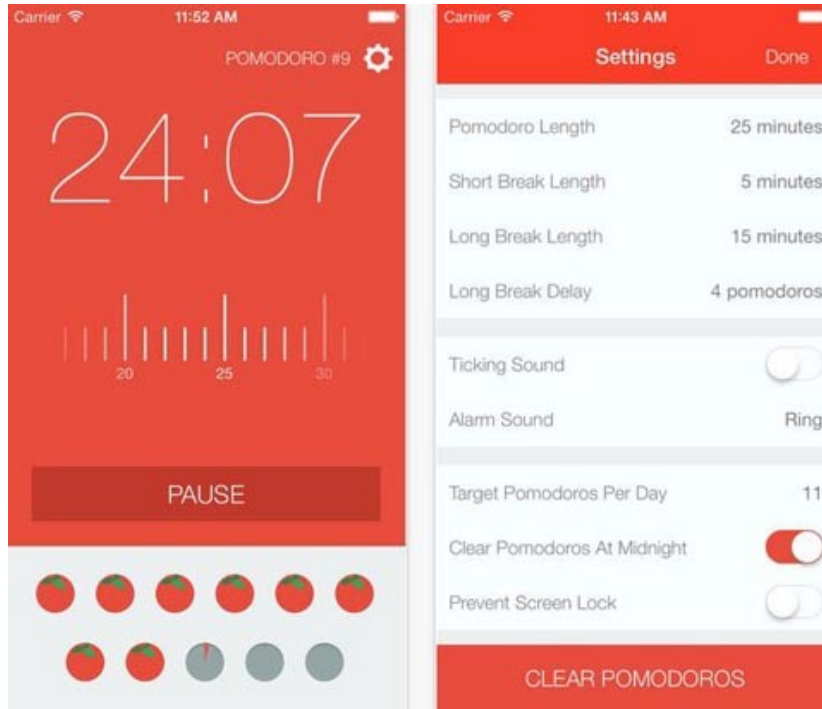 Carrier 11:52 AM
POMODORO #9
24:07
20 25 30
PAUSE
Carrier 11:43 AM
Settings Done
Pomodoro Length 25 minutes
Short Break Length 5 minutes
Long Break Length 15 minutes
Long Break Delay 4 pomodoros
Ticking Sound
Alarm Sound Ring
Target Pomodoros Per Day 11
Clear Pomodoros At Midnight
Prevent Screen Lock
CLEAR POMODOROS